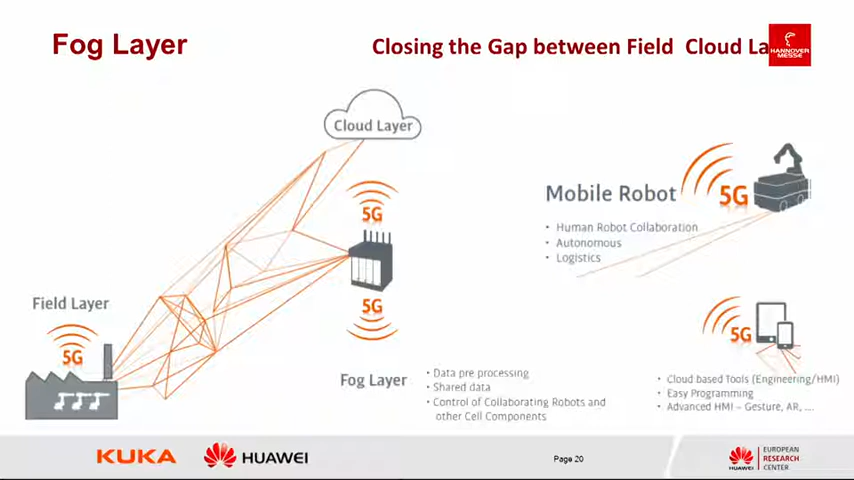 Fog Layer
Closing the Gap between Field Cloud La
HANNOVER
MESSE
Cloud Layer
5G
5G
Field Layer
5G
Fog Layer
• Data pre processing
• Shared data
• Control of Collaborating Robots and
other Cell Components
Mobile Robot
5G
• Human Robot Collaboration
• Autonomous
• Logistics
5G
• Cloud based Tools (Engineering/HMI)
• Easy Programming
• Advanced HMI – Gesture, AR, ....
KUKA
HUAWEI
Page 20
HUAWEI
EUROPEAN
RESEARCH
CENTER